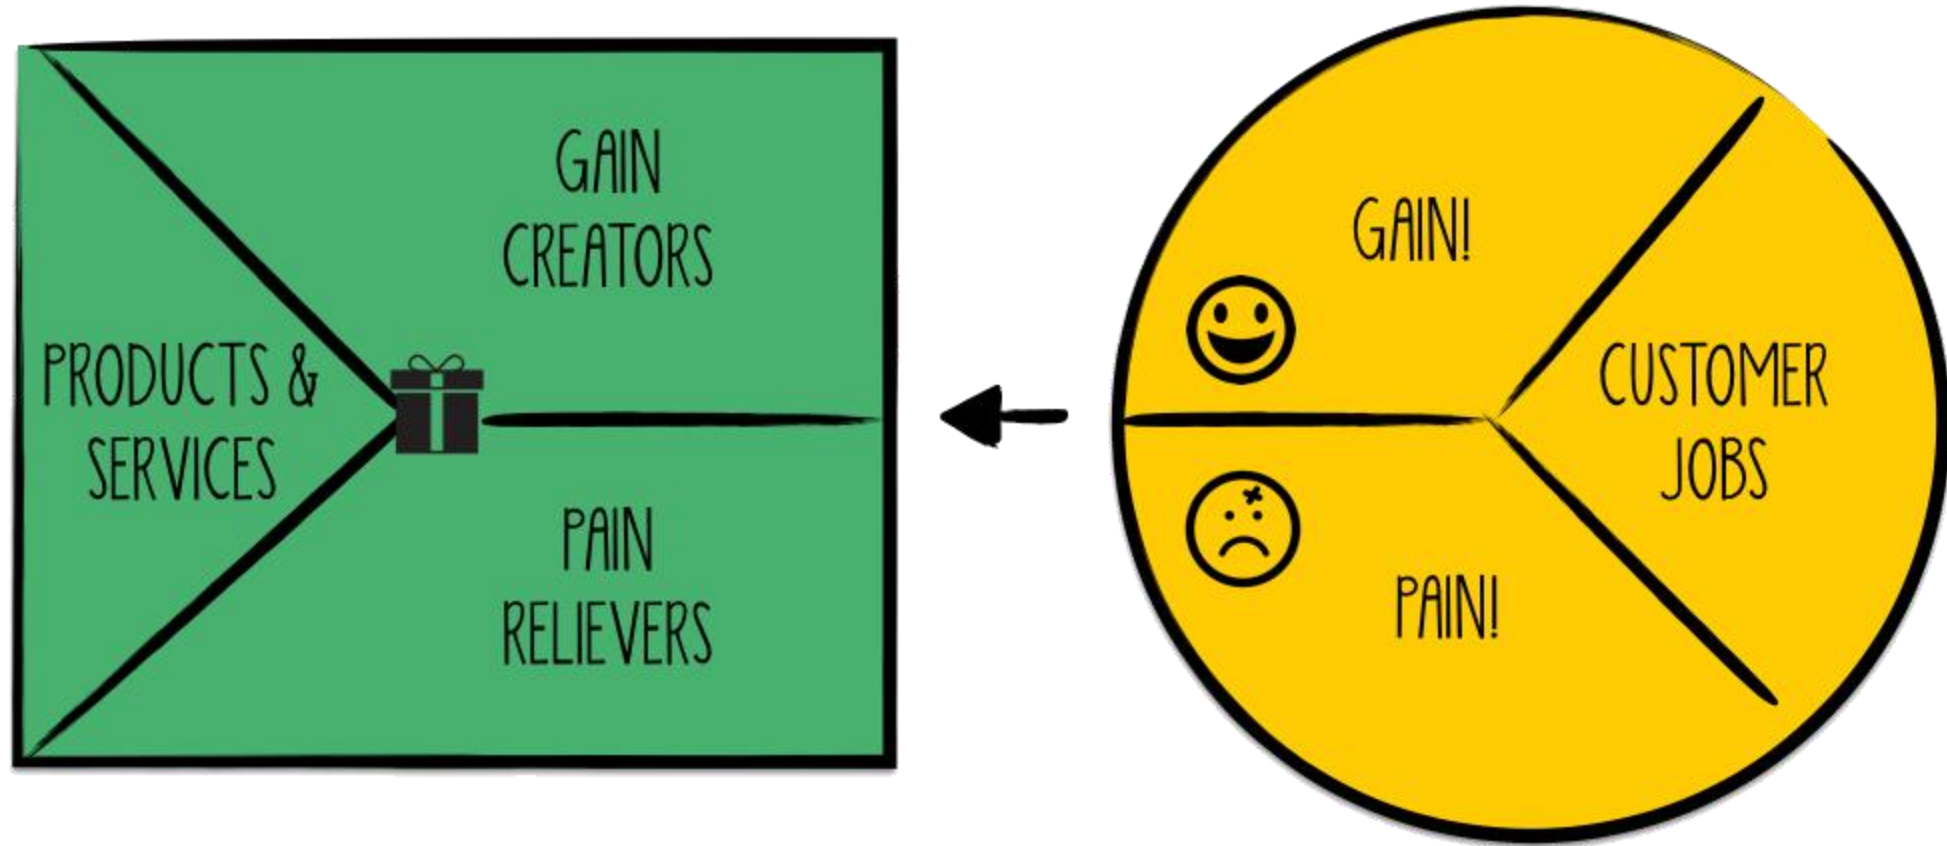 GAIN
CREATORS
PRODUCTS &
SERVICES
PAIN
RELIEVERS
GAIN!
CUSTOMER
JOBS
PAIN!